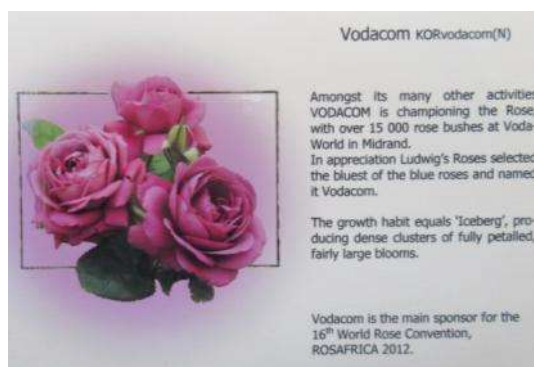 Vodacom KORvodacom(N)
Amongst its many other activities
VODACOM is championing the Rose
with over 15 000 rose bushes at Voda-
World in Midrand.
In appreciation Ludwig's Roses selected
the bluest of the blue roses and named
it Vodacom.
The growth habit equals 'Iceberg', pro-
ducing dense clusters of fully petalled,
fairly large blooms.
Vodacom is the main sponsor for the
16th World Rose Convention,
ROSAFRICA 2012.